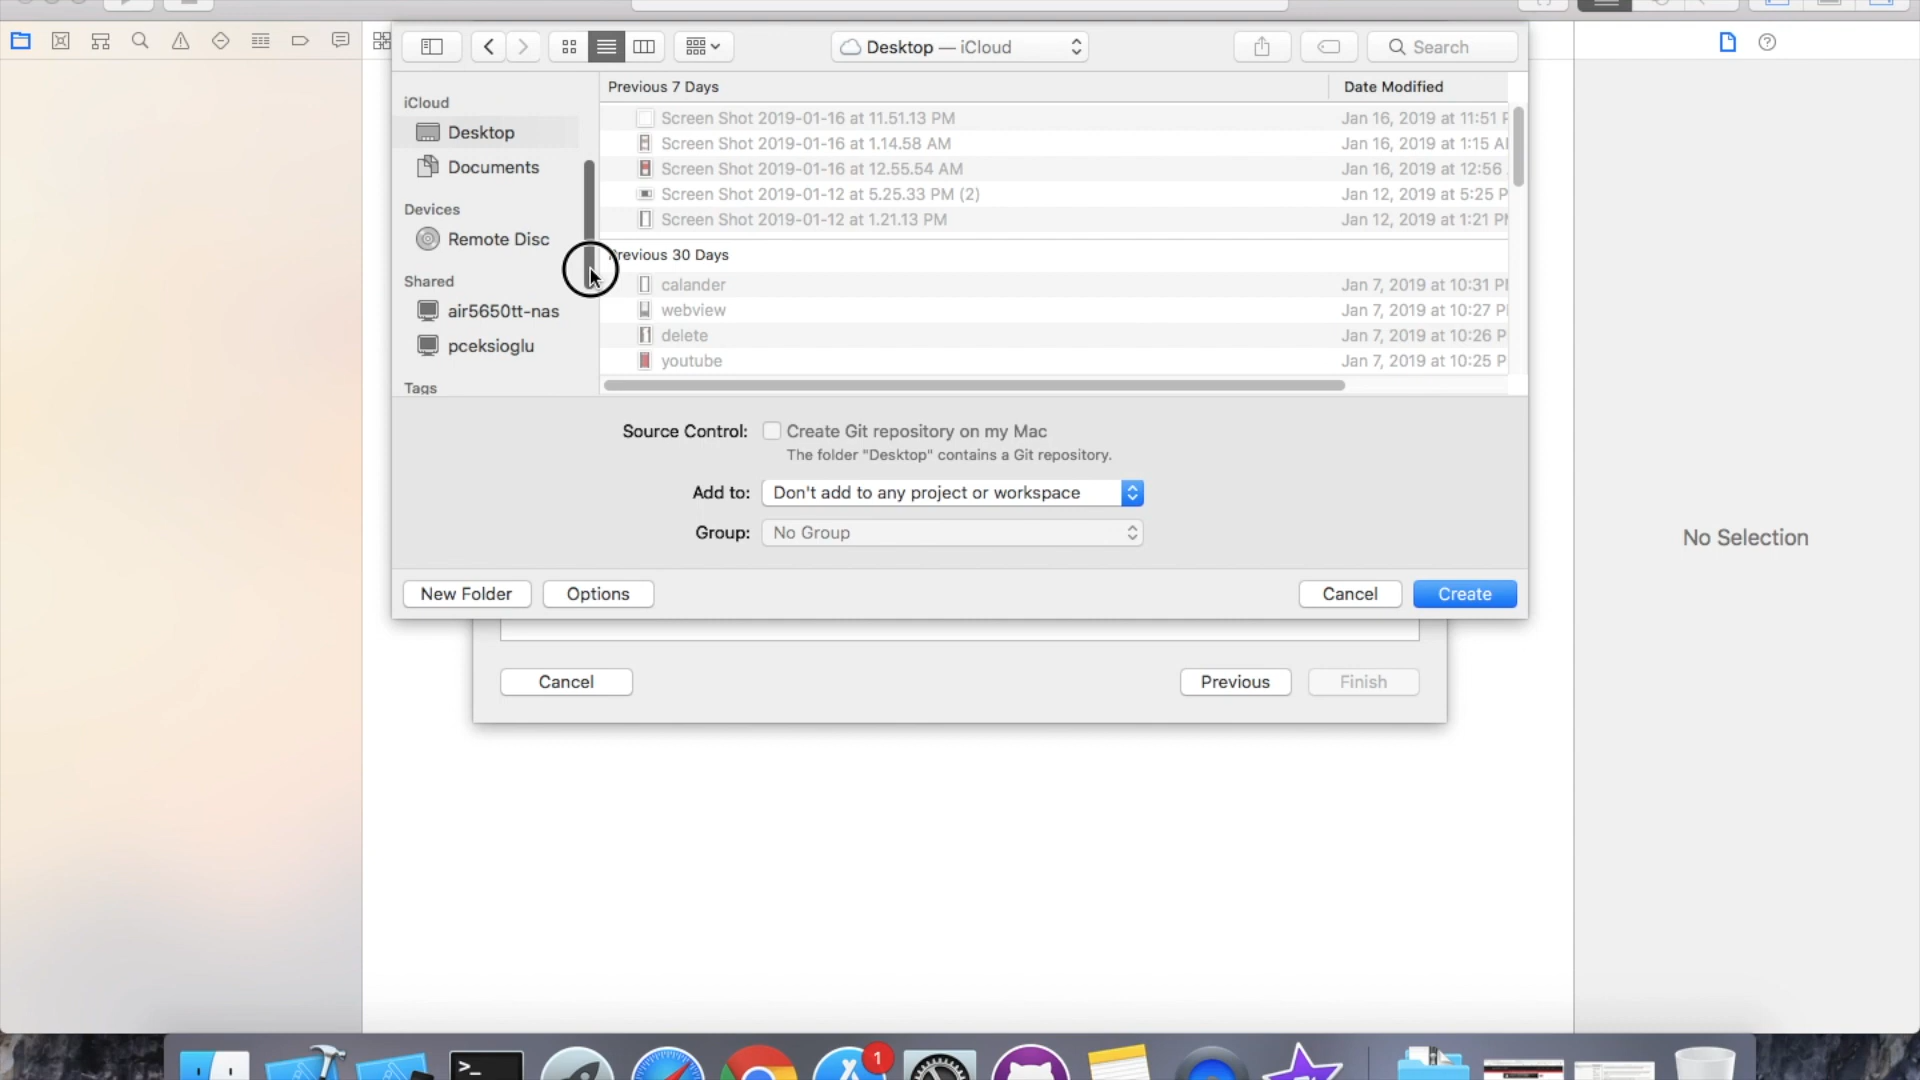 Desktop — iCloud
Search
iCloud
Desktop
Documents
Devices
Remote Disc
Shared
air5650tt-nas
pceksioglu
Tags
Previous 7 Days
Date Modified
Screen Shot 2019-01-16 at 11.51.13 PM
Jan 16, 2019 at 11:51
Screen Shot 2019-01-16 at 1.14.58 AM
Jan 16, 2019 at 1:15
Screen Shot 2019-01-16 at 12.55.54 AM
Jan 16, 2019 at 12:56
Screen Shot 2019-01-12 at 5.25.33 PM (2)
Jan 12, 2019 at 5:25 P
Screen Shot 2019-01-12 at 1.21.13 PM
Jan 12, 2019 at 1:21
revious 30 Days
calander
Jan 7, 2019 at 10:31
webview
Jan 7, 2019 at 10:27 P
delete
Jan 7, 2019 at 10:26 P
youtube
Jan 7, 2019 at 10:25 P
Source Control:
Create Git repository on my Mac
The folder "Desktop" contains a Git repository.
Add to:
Don't add to any project or workspace
Group:
No Group
New Folder
Options
Cancel
Create
Cancel
Previous
Finish
No Selection
1
>_